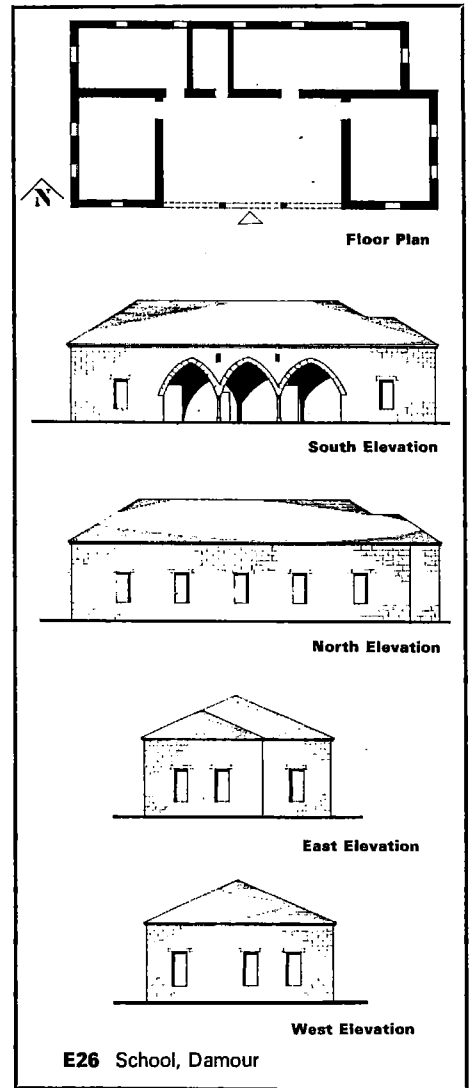 N
Floor Plan
South Elevation
North Elevation
East Elevation
West Elevation
E26 School, Damour